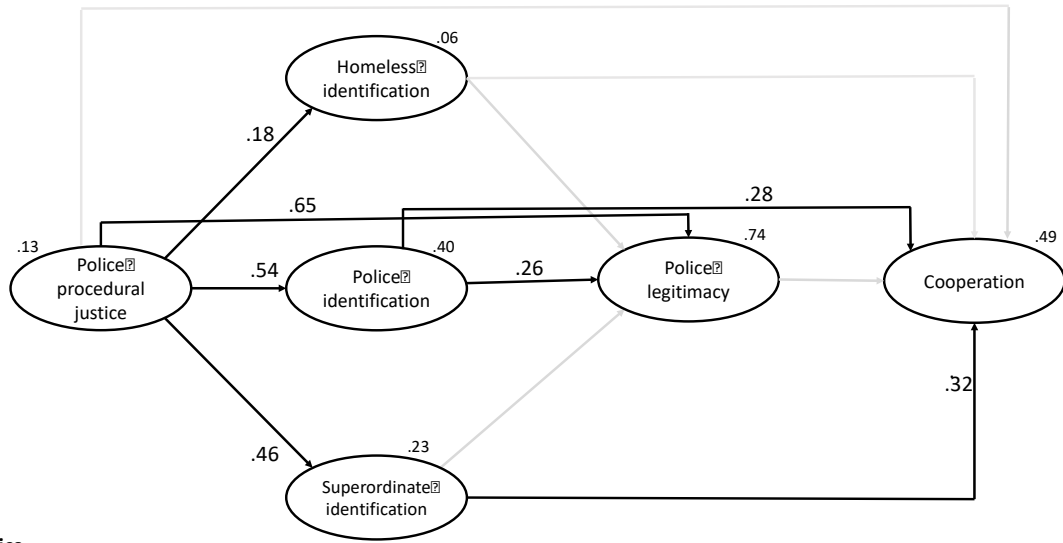 .06
Homeless
identification
.18
.65
.28
.13
.40
.74
.49
Police
procedural
justice
.54
Police
identification
.26
Police
legitimacy
Cooperation
.32
.46
.23
Superordinate
identification